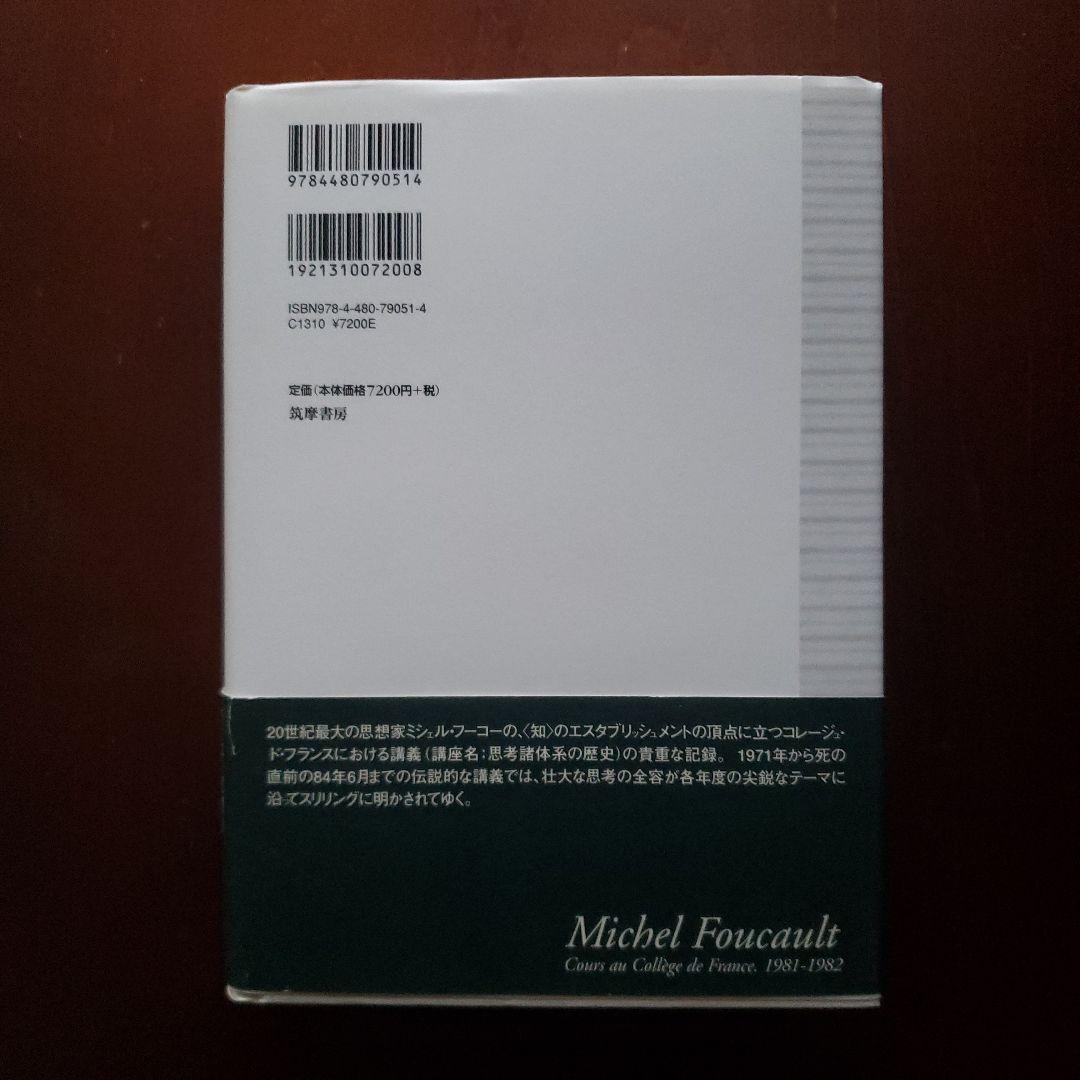 9784480790514
1921310072008
ISBN978-4-480-79051-4
C1310 ¥7200E
定価(本体価格7200円+税)
筑摩書房
20世紀最大の思想家ミシェル・フーコーの、〈知〉のエスタブリッシュメントの頂点に立つコレージュ・
ド・フランスにおける講義(講座名;思考諸体系の歴史)の貴重な記録。 1971年から死の
直前の84年6月までの伝説的な講義では、壮大な思考の全容が各年度の尖鋭なテーマに
沿ってスリリングに明かされてゆく。
Michel Foucault
Cours au Collège de France. 1981-1982